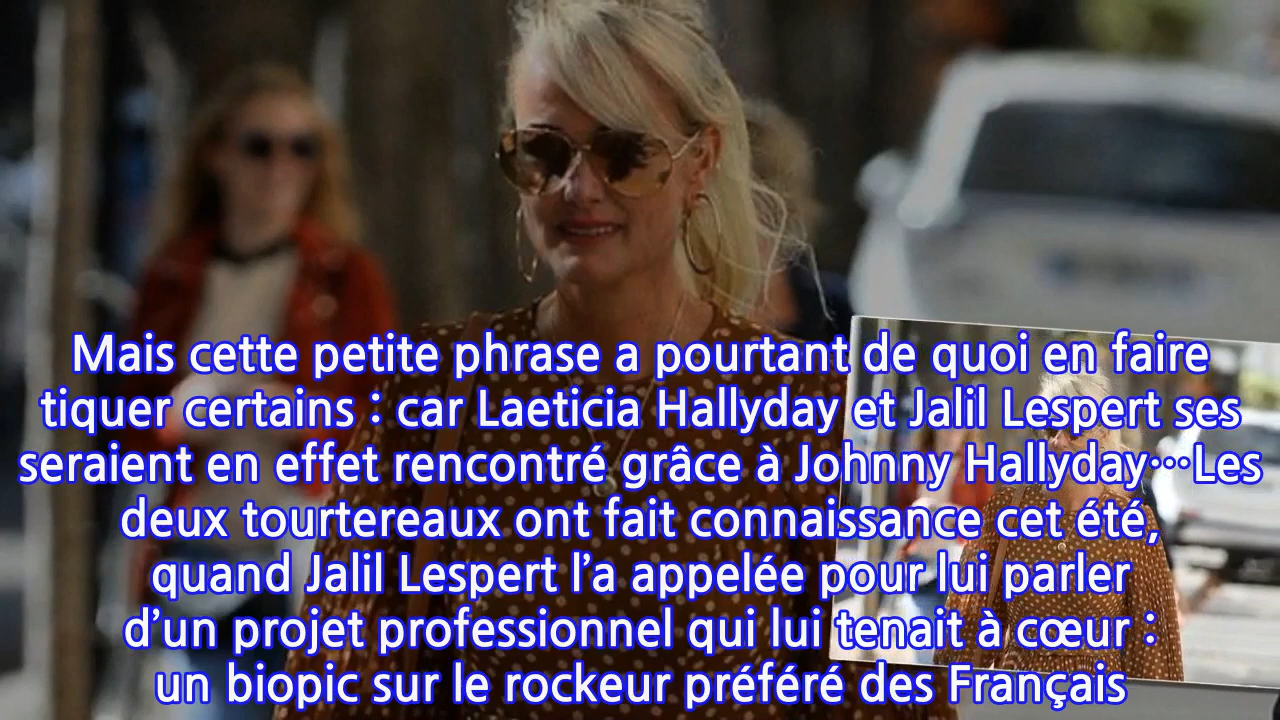 Mais cette petite phrase a pourtant de quoi en faire
tiquer certains : car Laeticia Hallyday et Jalil Lespert ses
seraient en effet rencontré grâce à Johnny Hallyday…Les
deux tourtereaux ont fait connaissance cet été,
quand Jalil Lespert l’a appelée pour lui parler
d’un projet professionnel qui lui tenait à cœur :
un biopic sur le rockeur préféré des Français